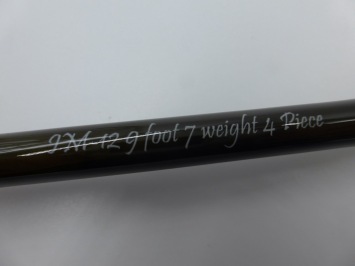 IM-12 9 foot 7 weight 4 Piece